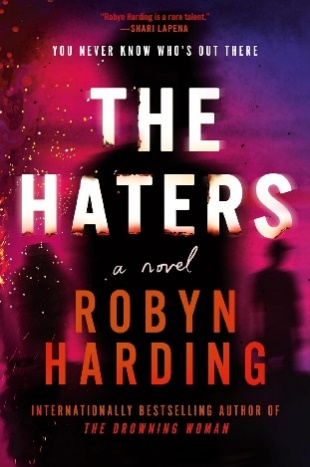 "Robyn Harding is a rare talent."
—SHARI LAPENA
YOU NEVER KNOW WHO'S OUT THERE
THE
HATERS
a novel
ROBYN
HARDING
INTERNATIONALLY BESTSELLING AUTHOR OF
THE DROWNING WOMAN